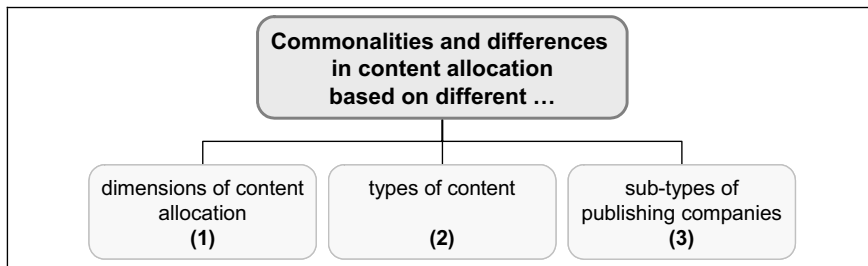 Commonalities and differences
in content allocation
based on different …
dimensions of content
allocation
(1)
types of content
(2)
sub-types of
publishing companies
(3)